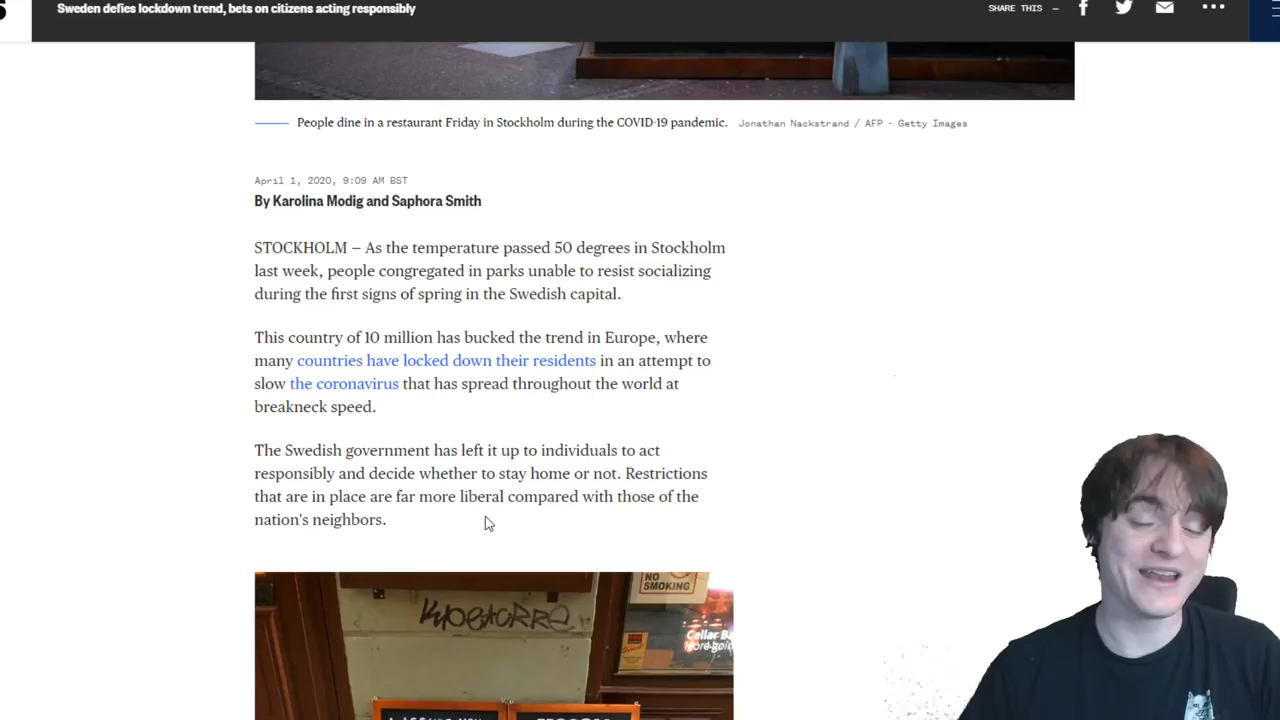 Sweden defies lockdown trend, bets on citizens acting responsibly
SHARE THIS —
People dine in a restaurant Friday in Stockholm during the COVID-19 pandemic. Jonathan Nackstrand / AFP - Getty Images
April 1, 2020, 9:09 AM BST
By Karolina Modig and Saphora Smith
STOCKHOLM — As the temperature passed 50 degrees in Stockholm
last week, people congregated in parks unable to resist socializing
during the first signs of spring in the Swedish capital.
This country of 10 million has bucked the trend in Europe, where
many countries have locked down their residents in an attempt to
slow the coronavirus that has spread throughout the world at
breakneck speed.
The Swedish government has left it up to individuals to act
responsibly and decide whether to stay home or not. Restrictions
that are in place are far more liberal compared with those of the
nation's neighbors.
NO
SMOKING
Cellar